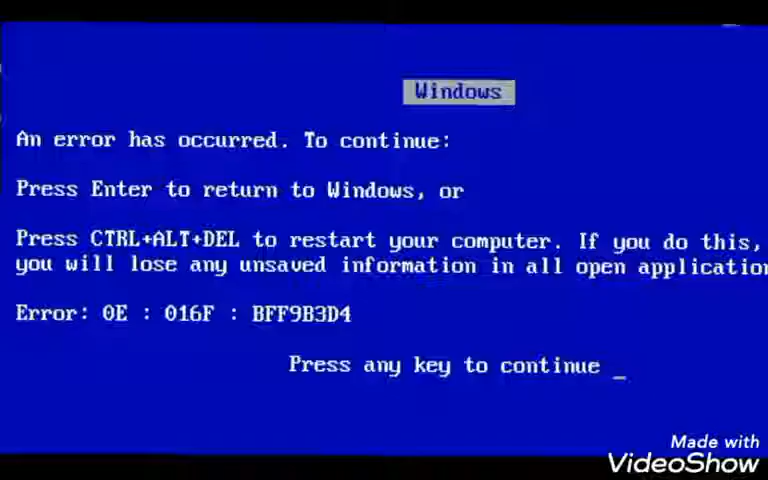 Windows
An error has occurred. To continue:
Press Enter to return to Windows, or
Press CTRL+ALT+DEL to restart your computer. If you do this,
you will lose any unsaved information in all open application
Error: 0E : 016F : BFF9B3D4
Press any key to continue _
Made with
VideoShow